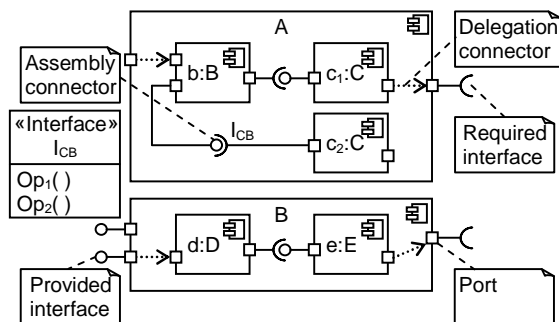 A
Delegation
connector
Assembly
connector
b:B
c1:C
«Interface»
ICB
Op1( )
Op2( )
ICB
c2:C
Required
interface
B
d:D
e:E
Provided
interface
Port